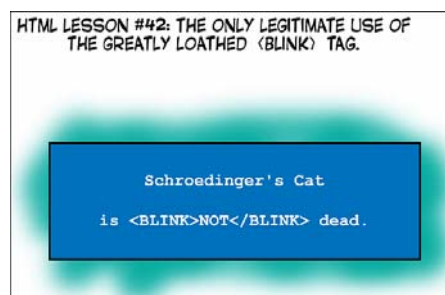 HTML LESSON #42: THE ONLY LEGITIMATE USE OF
THE GREATLY LOATHED <BLINK> TAG.
Schroedinger's Cat
is <BLINK>NOT</BLINK> dead.